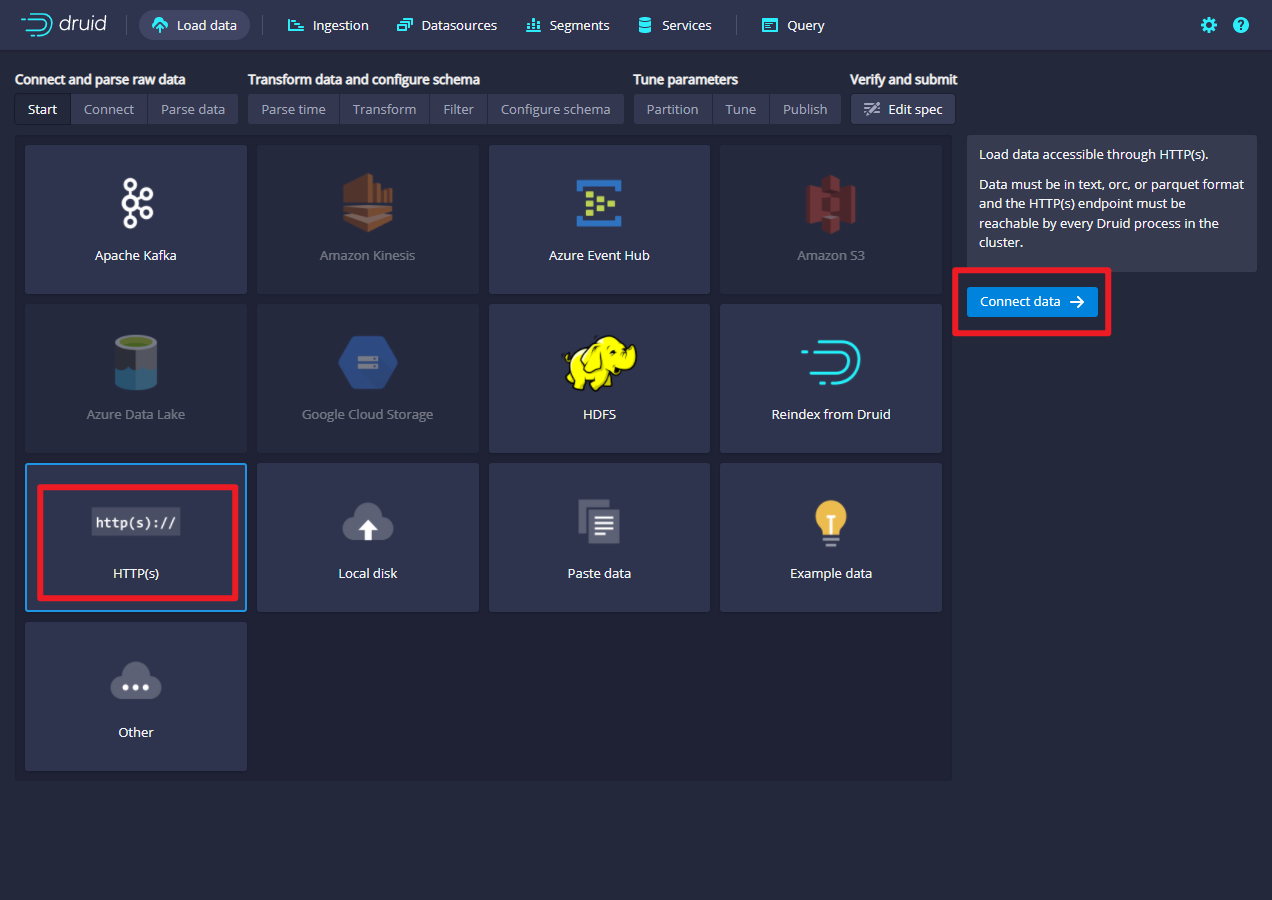 druid Load data Ingestion Datasources Segments Services Query
Connect and parse raw data Transform data and configure schema Tune parameters Verify and submit
Start Connect Parse data Parse time Transform Filter Configure schema Partition Tune Publish Edit spec
Apache Kafka Amazon Kinesis Azure Event Hub Amazon S3
Azure Data Lake Google Cloud Storage HDFS Reindex from Druid
http(s)://
HTTP(s) Local disk Paste data Example data
Other
Load data accessible through HTTP(s).
Data must be in text, orc, or parquet format
and the HTTP(s) endpoint must be
reachable by every Druid process in the
cluster.
Connect data